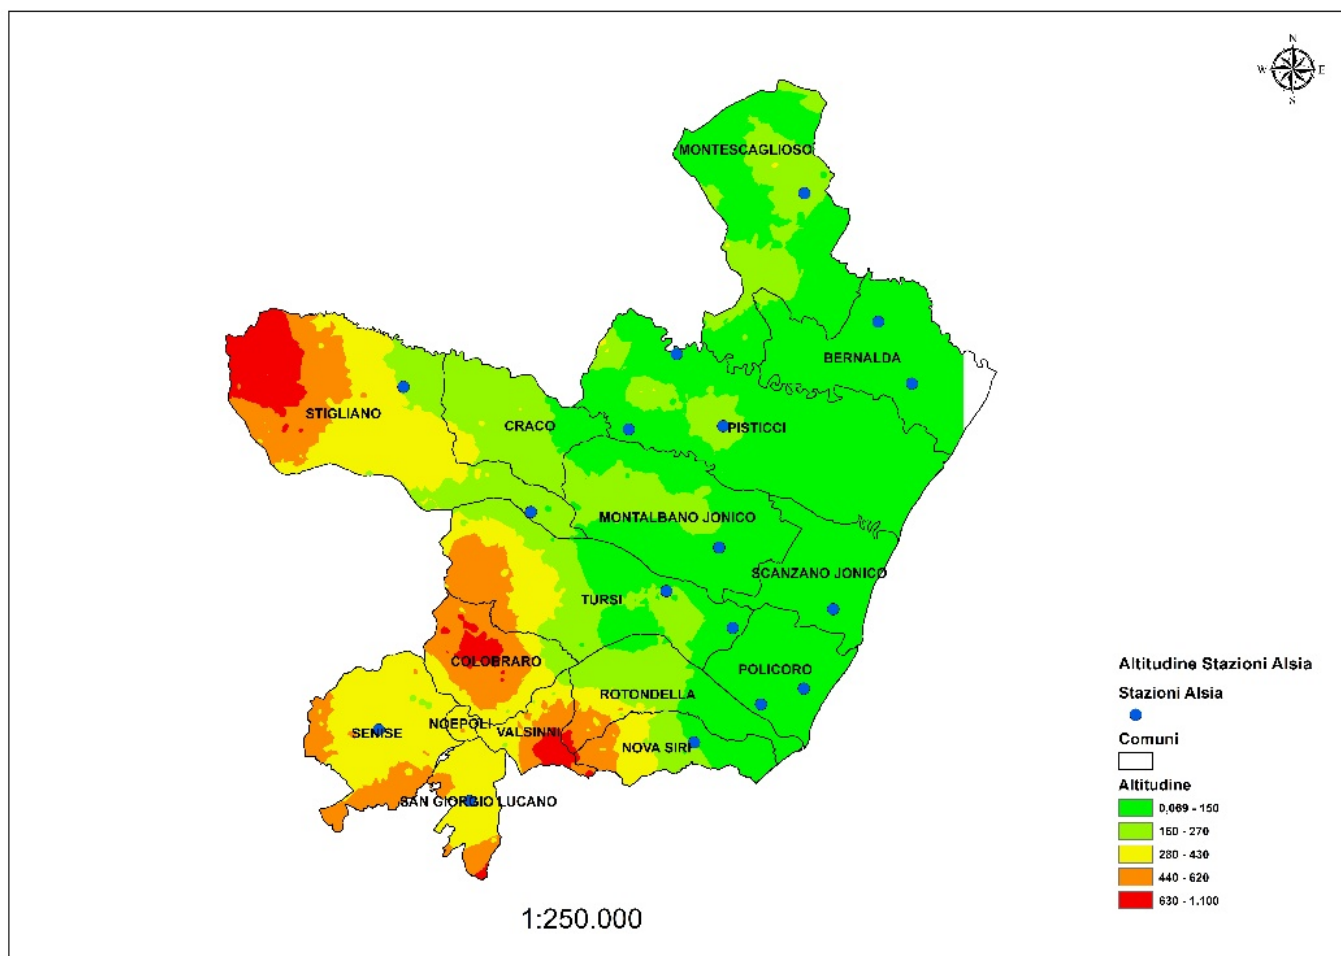 N
W E
S
MONTESCAGLIOSO
BERNALDA
STIGLIANO
CRACO
PISTICCI
MONTALBANO JONICO
SCANZANO JONICO
TURSI
COLOBRARO
POLICORO
ROTONDELLA
NOEPOLI
SENISE
VALSINNI
NOVA SIRI
SAN GIORGIO LUCANO
Altitudine Stazioni Alsia
Stazioni Alsia
Comuni
Altitudine
0,069 - 150
160 - 270
280 - 430
440 - 620
630 - 1.100
1:250.000